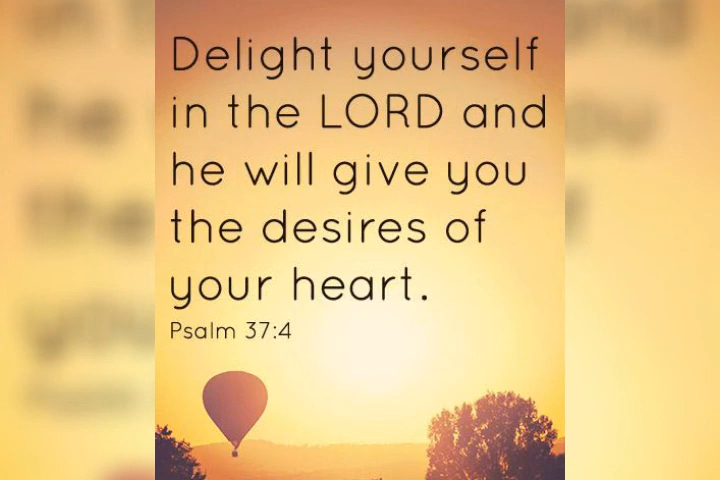 Delight yourself
in the LORD and
he will give you
the desires of
your heart.
Psalm 37:4